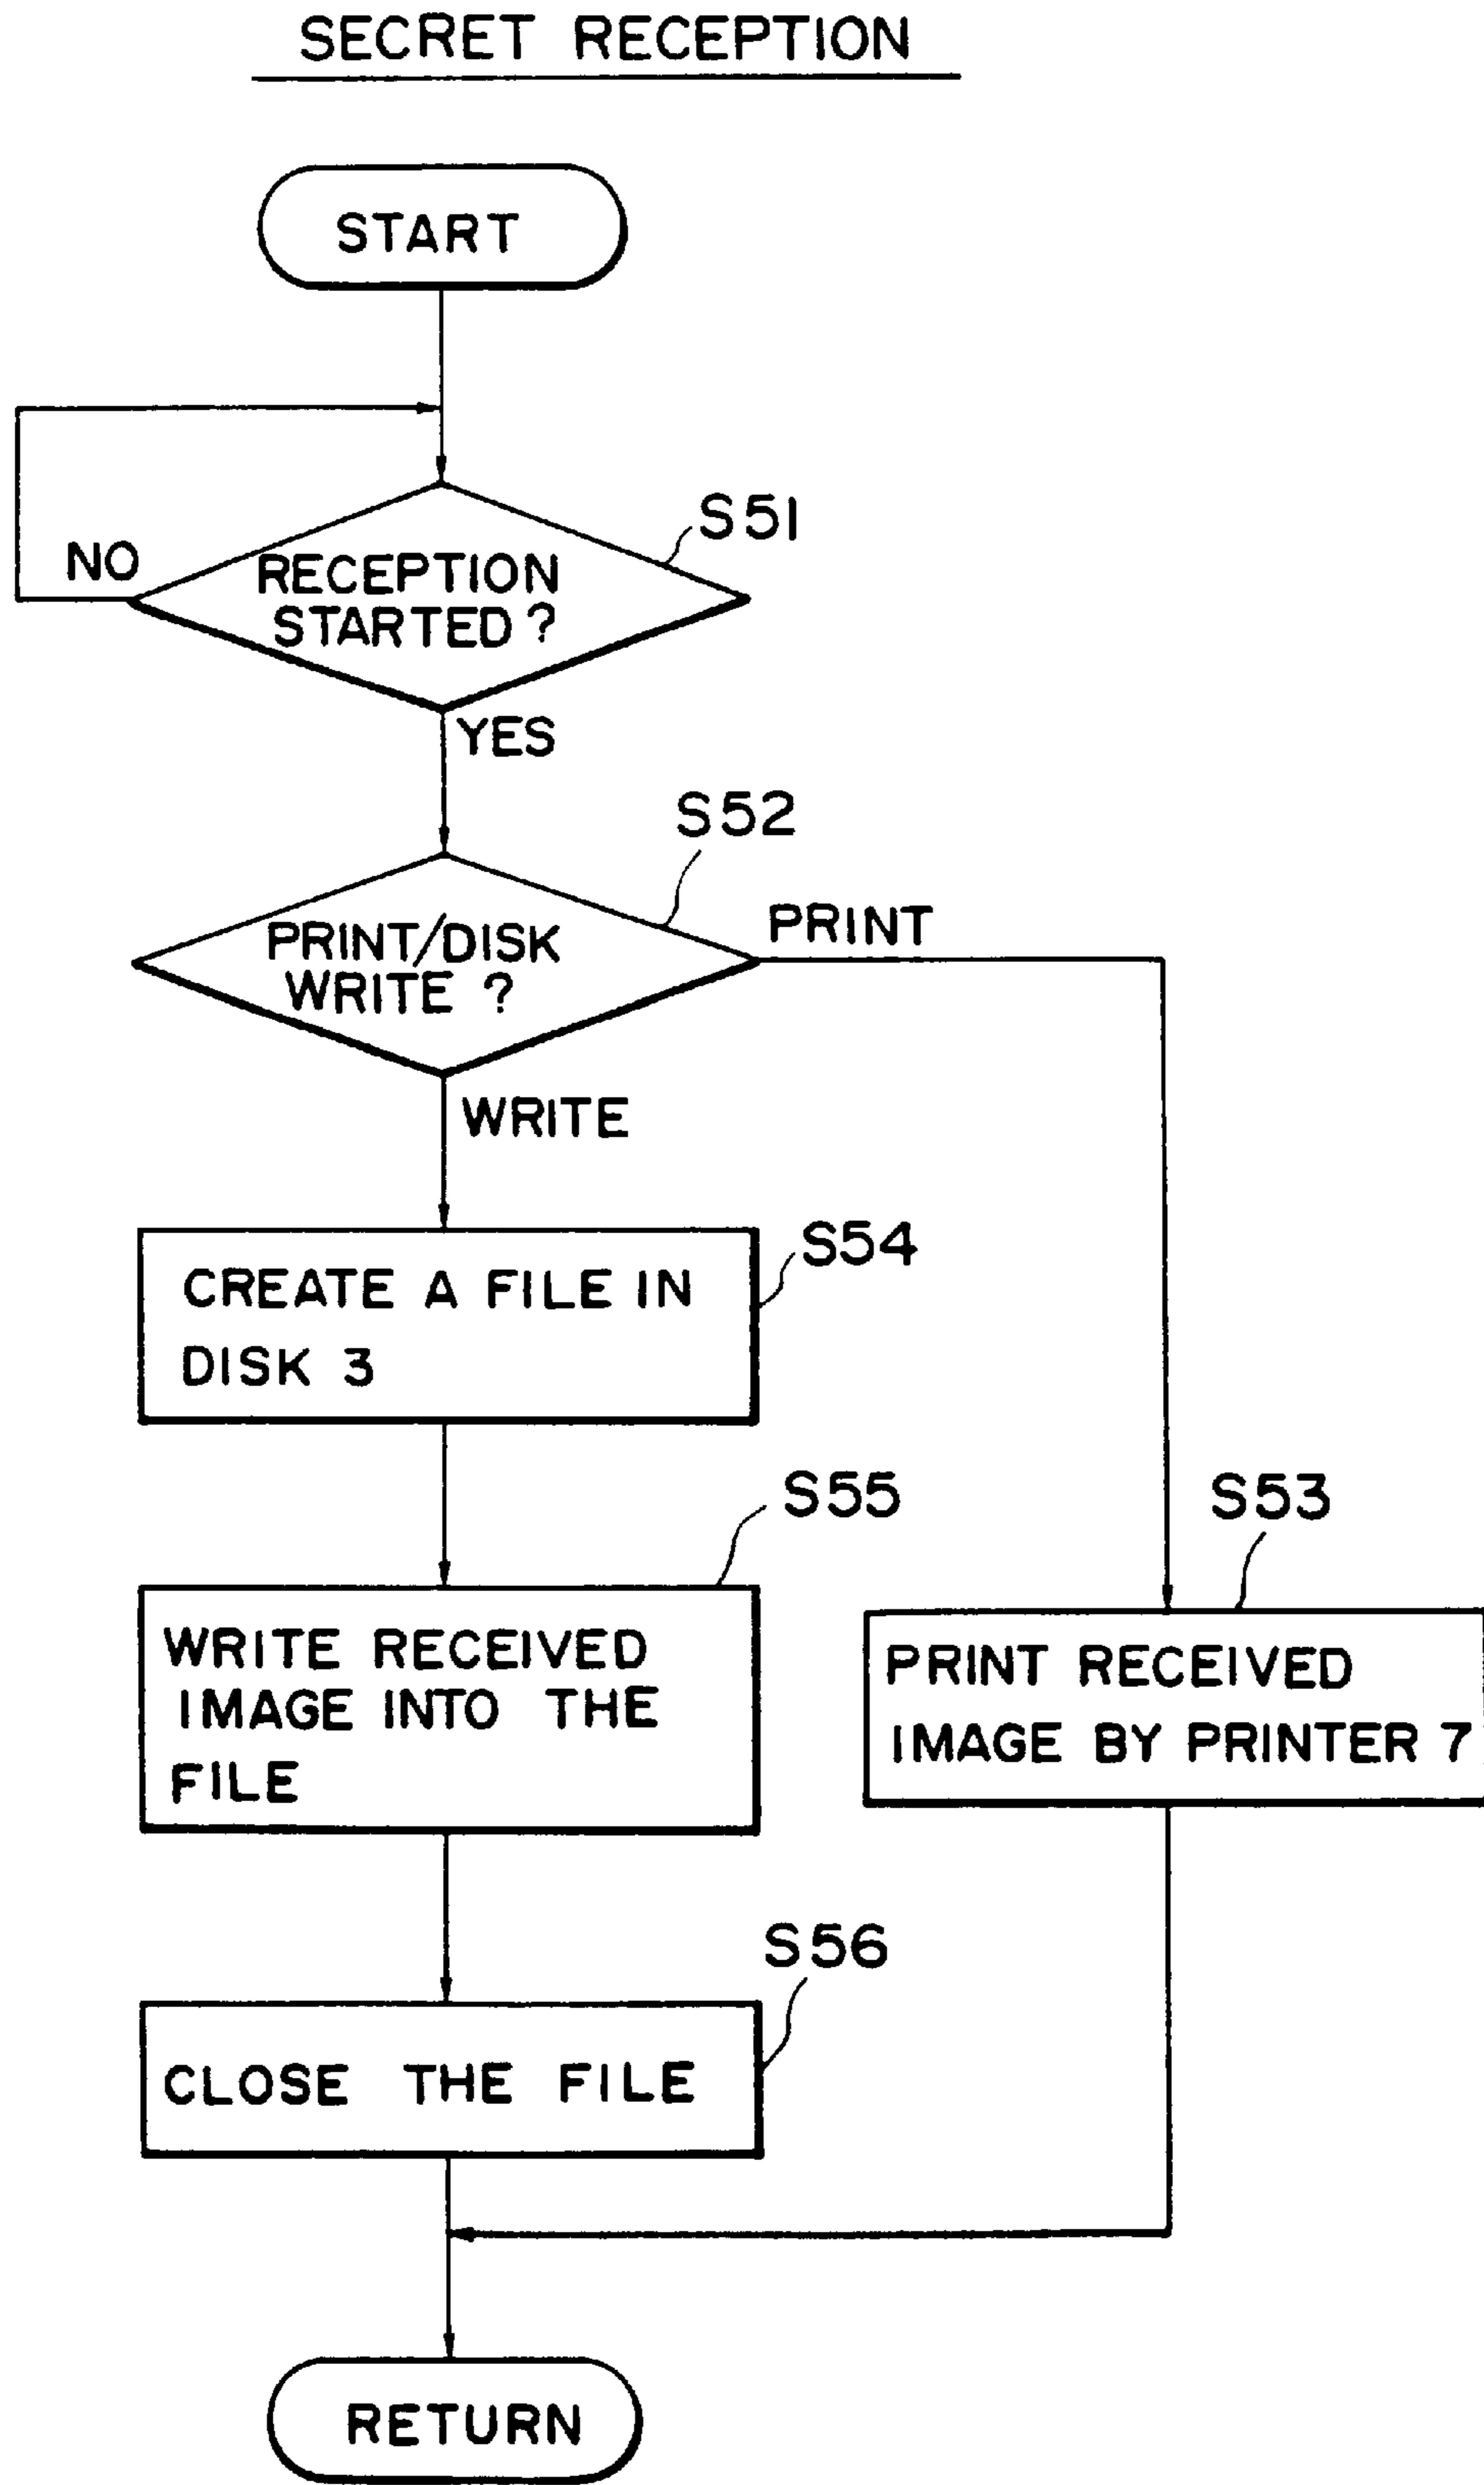 SECRET RECEPTION
START
S51
NO
RECEPTION
STARTED ?
YES
S52
PRINT/DISK
WRITE ?
PRINT
WRITE
S54
CREATE A FILE IN
DISK 3
S55
WRITE RECEIVED
IMAGE INTO THE
FILE
S53
PRINT RECEIVED
IMAGE BY PRINTER 7
S56
CLOSE THE FILE
RETURN